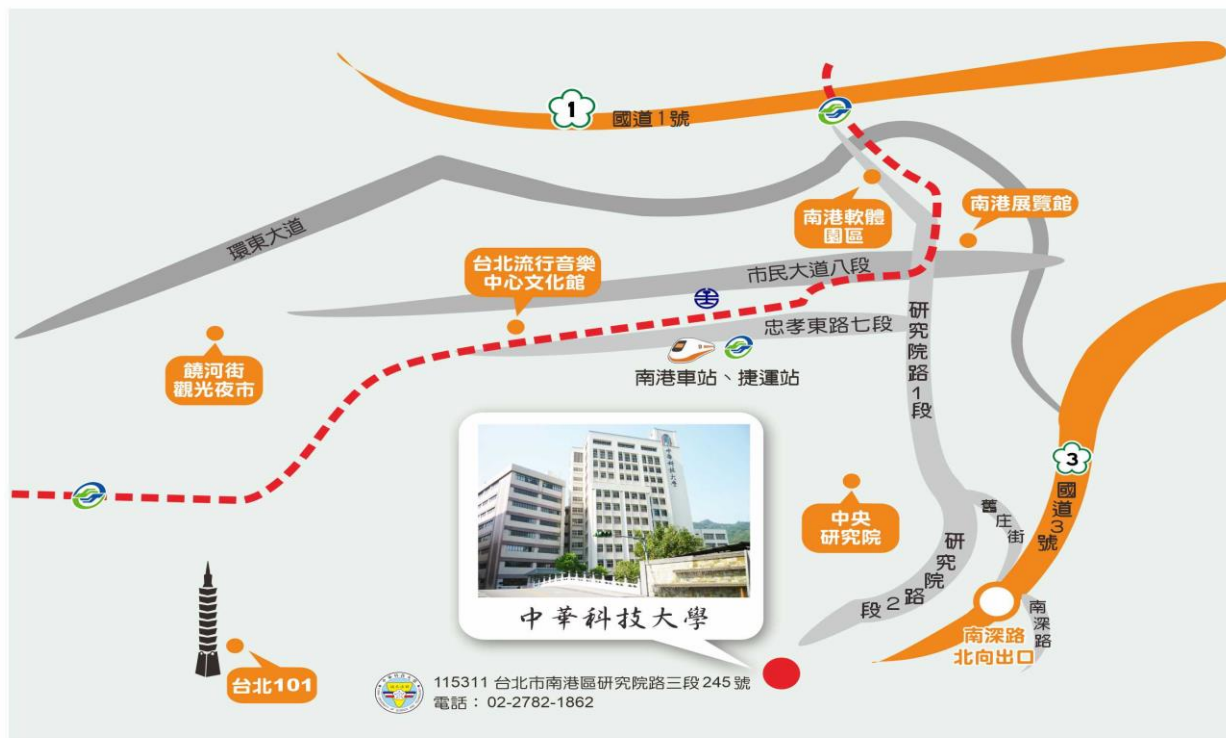 1
國道1號
環東大道
南港軟體
園區
南港展覽館
台北流行音樂
中心文化館
市民大道八段
忠孝東路七段
研究院路1段
饒河街
觀光夜市
南港車站、捷運站
3
國道3號
中華科技大學
中央
研究院
舊庄街
研究院路2段
南深路
南深路
北向出口
中華科技大學
台北101
115311 台北市南港區研究院路三段245號
電話: 02-2782-1862